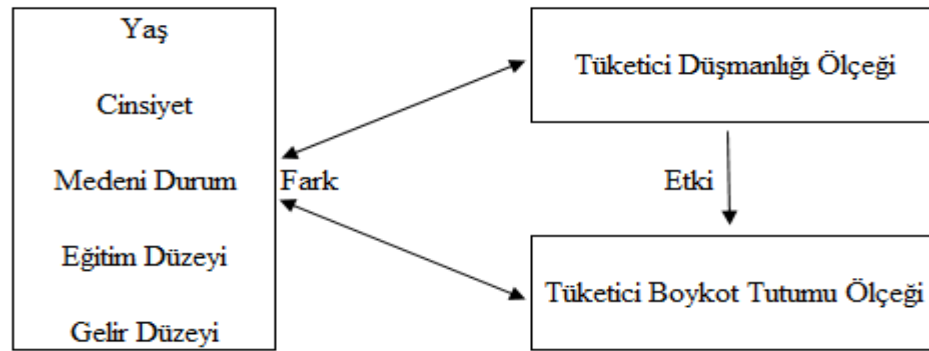 Yaş
Cinsiyet
Medeni Durum
Eğitim Düzeyi
Gelir Düzeyi
Fark
Tüketici Düşmanlığı Ölçeği
Etki
Tüketici Boykot Tutumu Ölçeği